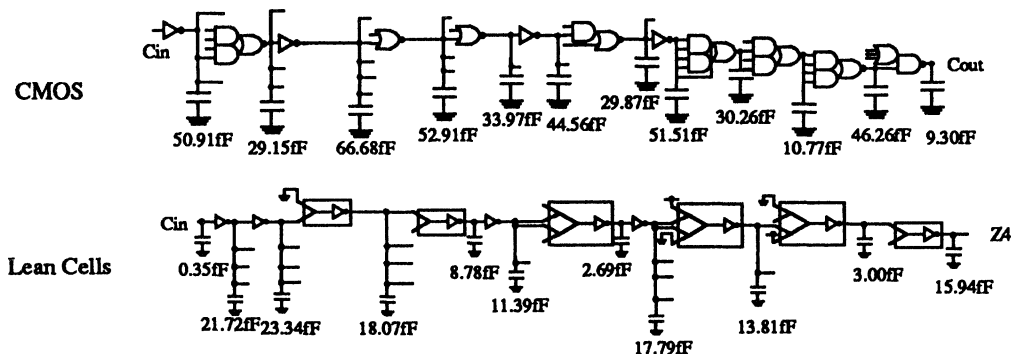 Cin
CMOS
Cout
50.91fF
29.15fF
66.68fF
52.91fF
33.97fF
44.56fF
29.87fF
51.51fF
30.26fF
10.77fF
46.26fF
9.30fF
Cin
Lean Cells
Z4
0.35fF
21.72fF
23.34fF
18.07fF
8.78fF
11.39fF
2.69fF
17.79fF
13.81fF
3.00fF
15.94fF